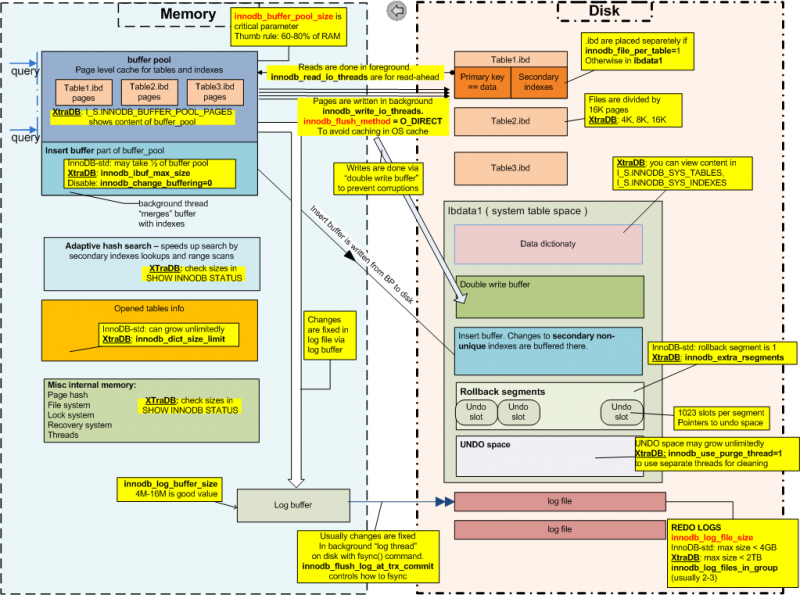 Memory
innodb_buffer_pool_size is
critical parameter
Thumb rule: 60-80% of RAM
Disk
query
buffer pool
Page level cache for tables and indexes
Table1.ibd
pages
Table2.ibd
pages
Table3.ibd
pages
XtraDB: I_S.INNODB_BUFFER_POOL_PAGES
shows content of buffer_pool
query
Insert buffer part of buffer_pool
InnoDB-std: may take ½ of buffer pool
XtraDB: innodb_ibuf_max_size
Disable: innodb_change_buffering=0
background thread
"merges" buffer
with indexes
Adaptive hash search – speeds up search by
secondary indexes lookups and range scans
XTraDB: check sizes in
SHOW INNODB STATUS
Opened tables info
InnoDB-std: can grow unlimitedly
XtraDB: innodb_dict_size_limit
Misc internal memory:
Page hash
File system
Lock system
Recovery system
Threads
XTraDB: check sizes in
SHOW INNODB STATUS
innodb_log_buffer_size
4M-16M is good value
Log buffer
Reads are done in foreground.
innodb_read_io_threads are for read-ahead
Pages are written in background
innodb_write_io_threads.
innodb_flush_method = O_DIRECT
To avoid caching in OS cache
Writes are done via
"double write buffer"
to prevent corruptions
Insert buffer is written from BP to disk
Changes
are fixed in
log file via
log buffer
Usually changes are fixed
In background "log thread"
on disk with fsync() command.
innodb_flush_log_at_trx_commit
controls how to fsync
Table1.ibd
Primary key
== data
Secondary
indexes
.ibd are placed separetely if
innodb_file_per_table=1
Otherwise in ibdata1
Table2.ibd
Files are divided by
16K pages
XtraDB: 4K, 8K, 16K
Table3.ibd
XtraDB: you can view content in
I_S.INNODB_SYS_TABLES,
I_S.INNODB_SYS_INDEXES
Ibdata1 ( system table space )
Data dictionaty
Double write buffer
Insert buffer. Changes to secondary non-
unique indexes are buffered there.
InnoDB-std: rollback segment is 1
XtraDB: innodb_extra_rsegments
Rollback segments
Undo
slot
Undo
slot
Undo
slot
1023 slots per segment
Pointers to undo space
UNDO space
UNDO space may grow unlimitedly
XtraDB: innodb_use_purge_thread=1
to use separate threads for cleaning
log file
log file
REDO LOGS
innodb_log_file_size
InnoDB-std: max size < 4GB
XtraDB: max size < 2TB
innodb_log_files_in_group
(usually 2-3)